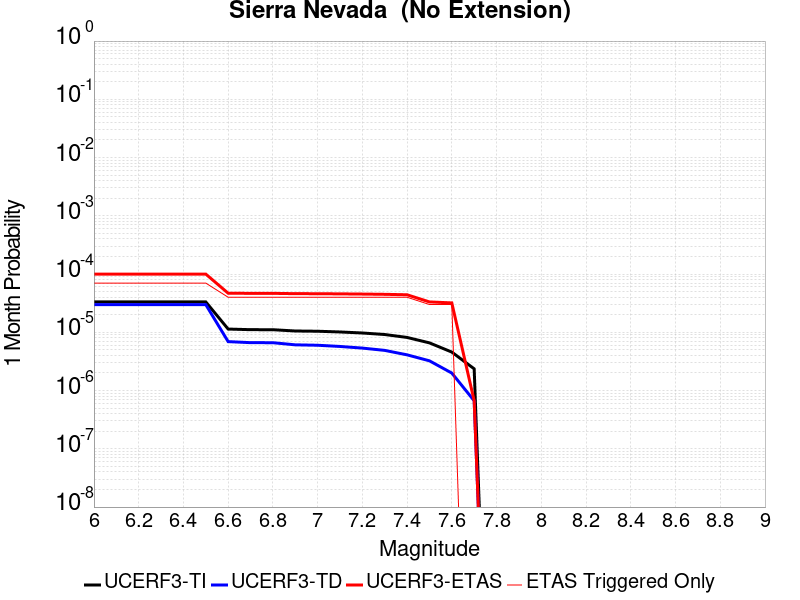 Sierra Nevada (No Extension)
1 Month Probability
10^0
10^-1
10^-2
10^-3
10^-4
10^-5
10^-6
10^-7
10^-8
6 6.2 6.4 6.6 6.8 7 7.2 7.4 7.6 7.8 8 8.2 8.4 8.6 8.8 9
Magnitude
UCERF3-TI UCERF3-TD UCERF3-ETAS ETAS Triggered Only